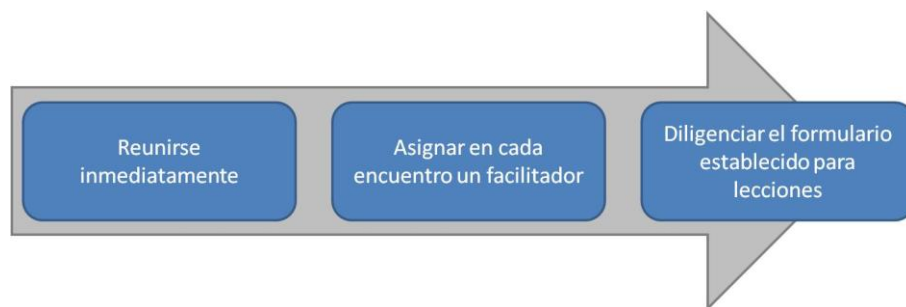 Reunirse
inmediatamente
Asignar en cada
encuentro un facilitador
Diligenciar el formulario
establecido para
lecciones